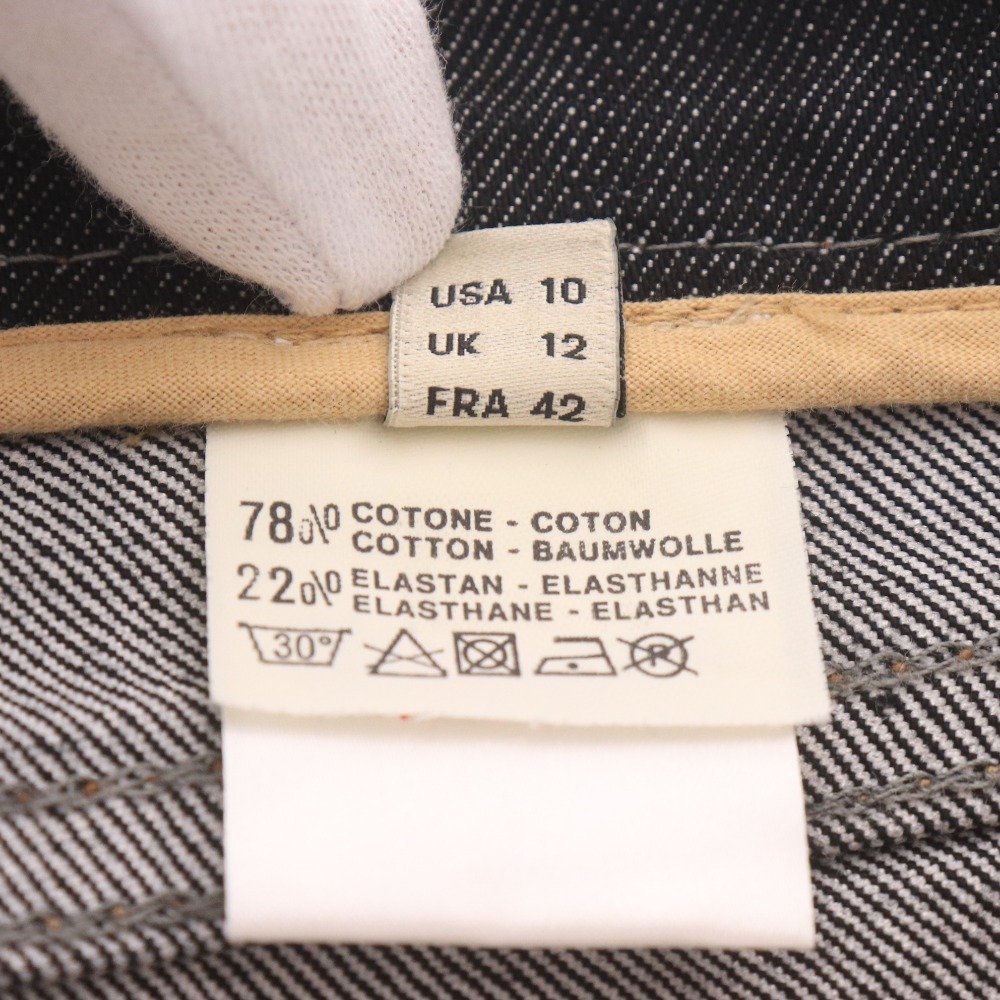 USA 10
UK 12
FRA 42
78% COTONE - COTON
COTTON - BAUMWOLLE
22% ELASTAN - ELASTHANNE
ELASTHANE - ELASTHAN
30° R